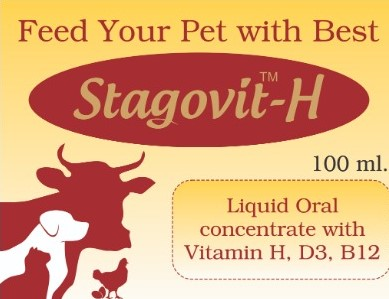 Feed Your Pet with Best
Stagovit-H™
100 ml.
Liquid Oral
concentrate with
Vitamin H, D3, B12